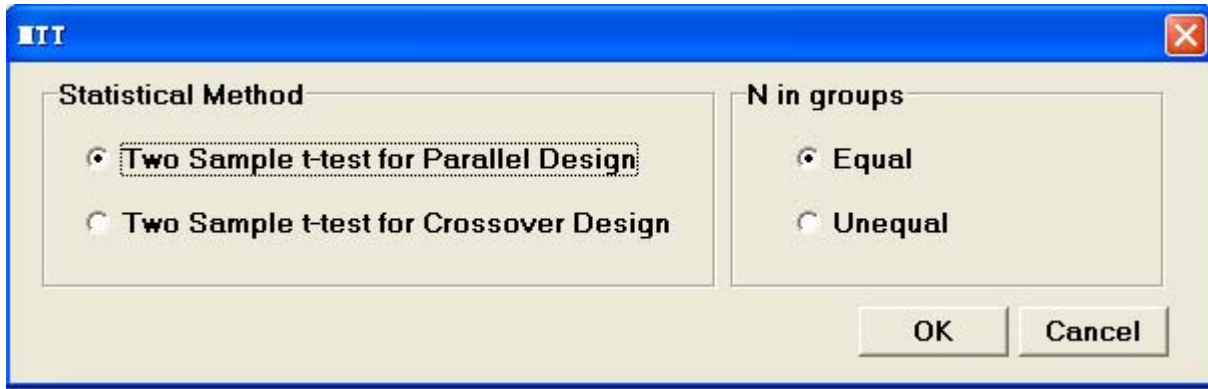 MTT
Statistical Method
Two Sample t-test for Parallel Design
Two Sample t-test for Crossover Design
N in groups
Equal
Unequal
OK
Cancel